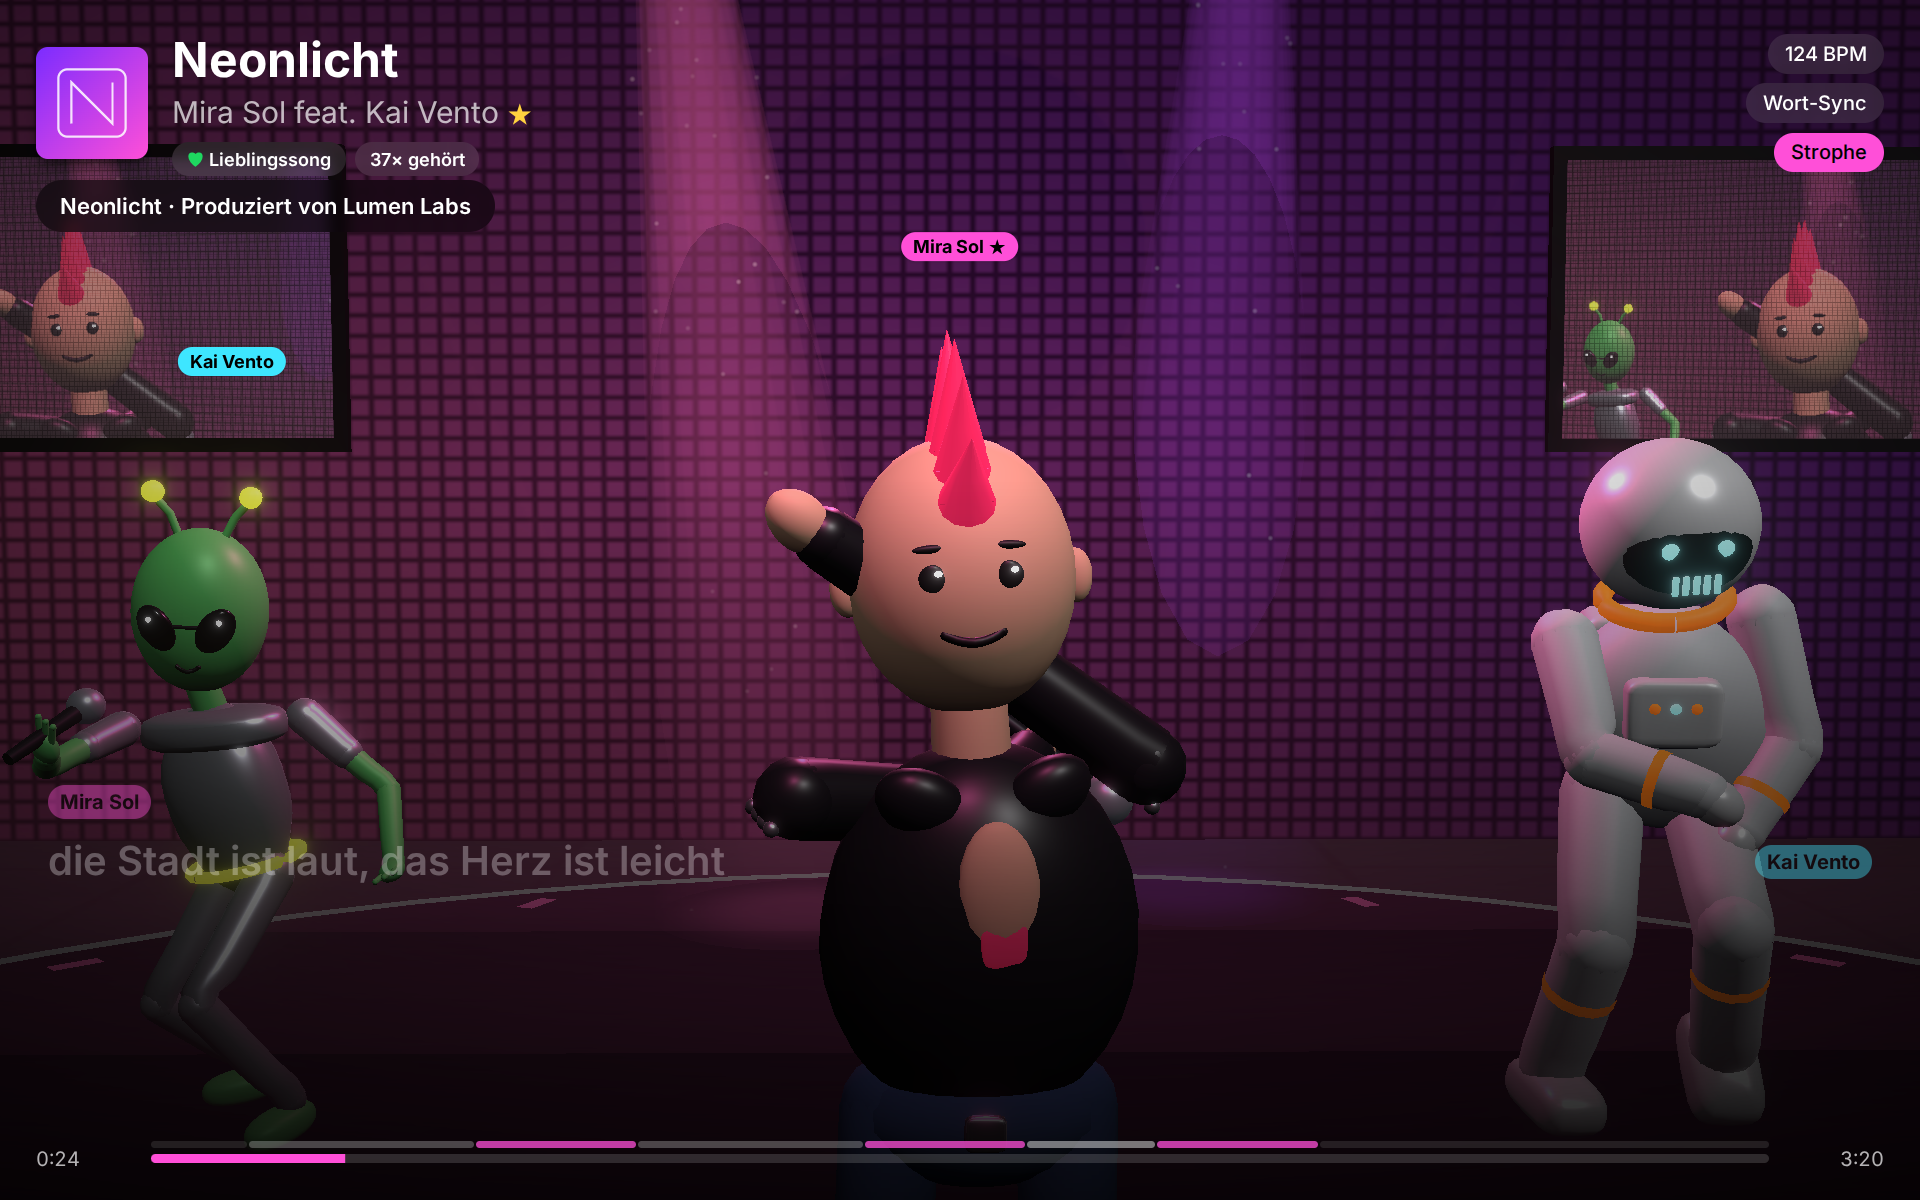 N
Neonlicht
Mira Sol feat. Kai Vento ★
Lieblingssong
37× gehört
Neonlicht · Produziert von Lumen Labs
124 BPM
Wort-Sync
Strophe
Mira Sol ★
Kai Vento
Mira Sol
die Stadt ist laut, das Herz ist leicht
Kai Vento
0:24
3:20